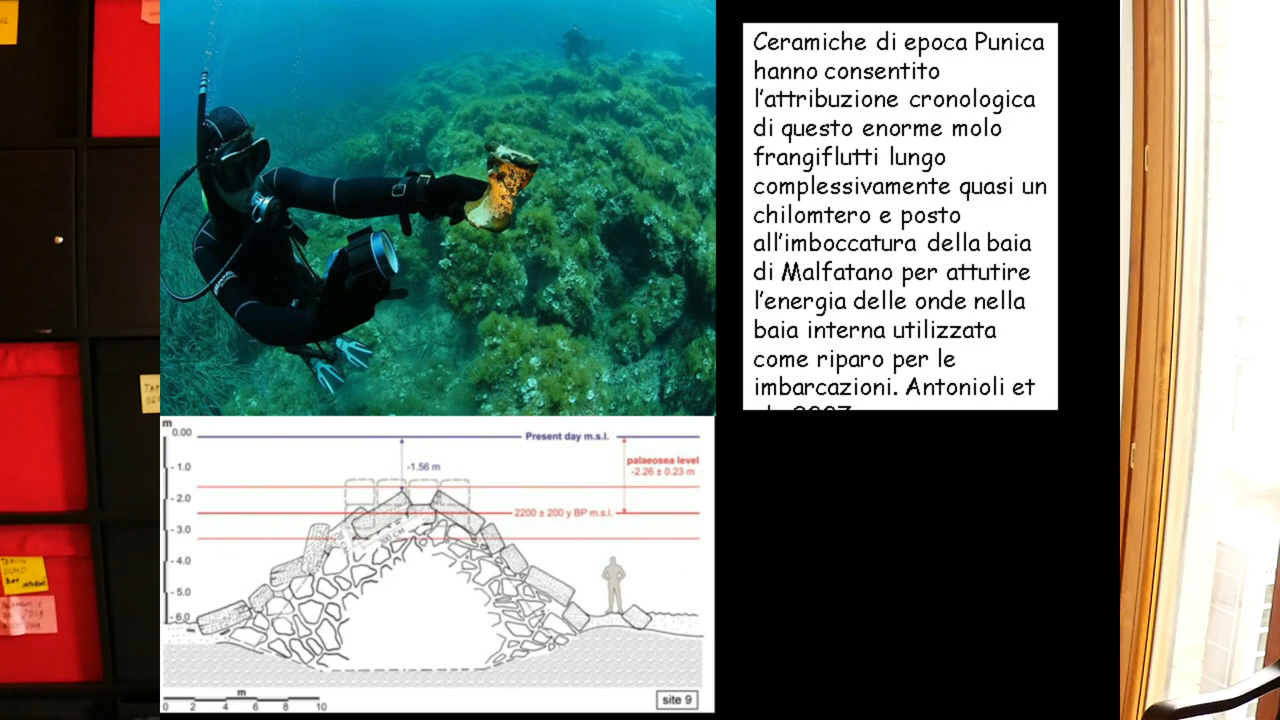 Ceramiche di epoca Punica
hanno consentito
l'attribuzione cronologica
di questo enorme molo
frangiflutti lungo
complessivamente quasi un
chilomtero e posto
all'imboccatura della baia
di Malfatano per attutire
l'energia delle onde nella
baia interna utilizzata
come riparo per le
imbarcazioni. Antonioli et
m
0.00
Present day m.s.l.
palaeosea level
-2.26 ± 0.23 m
-1.56 m
- 1.0
- 2.0
2200 ± 200 y BP m.s.l.
- 3.0
- 4.0
- 5.0
- 6.0
m
0 2 4 6 8 10
site 9